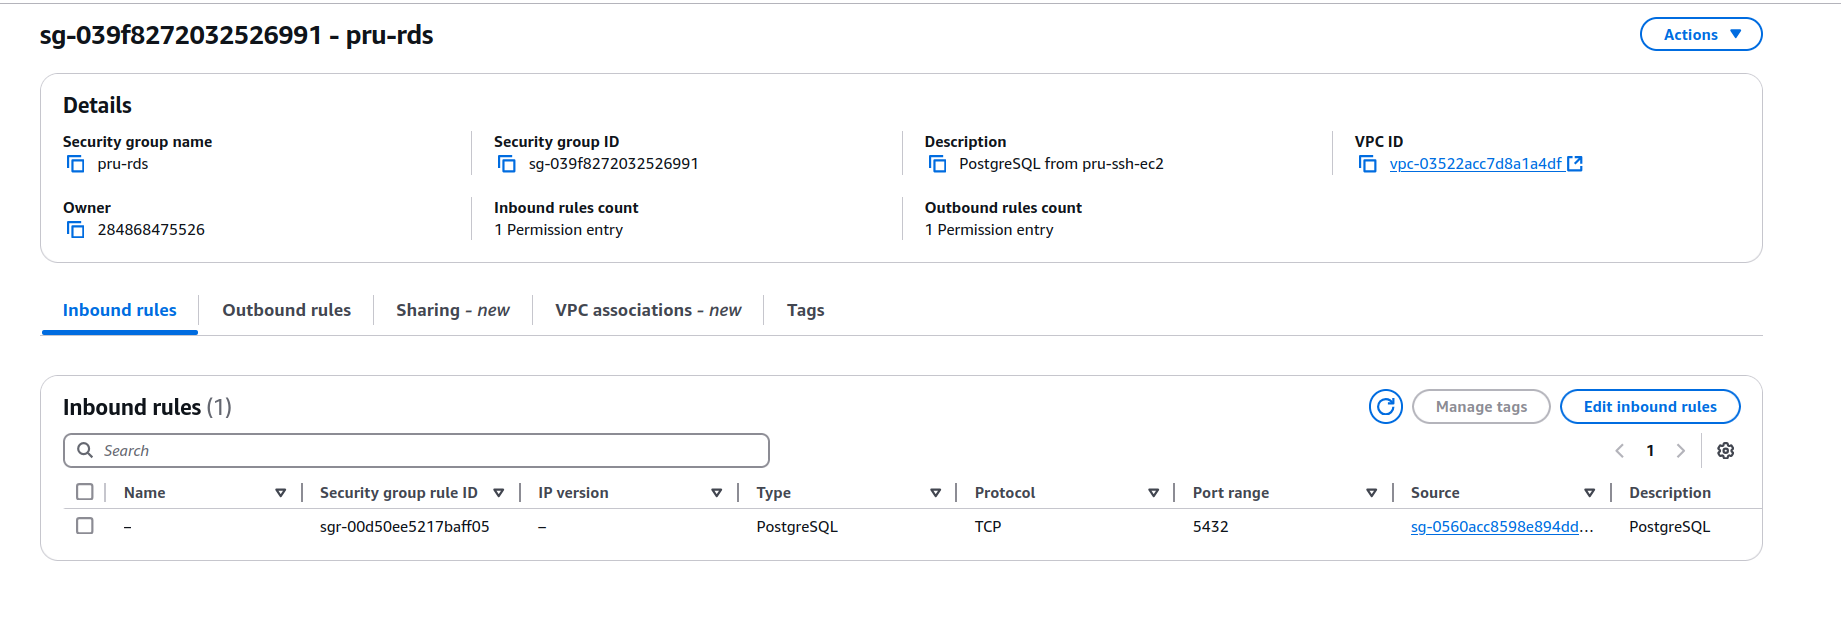 sg-039f8272032526991 - pru-rds
Actions
Details
Security group name
pru-rds
Security group ID
sg-039f8272032526991
Description
PostgreSQL from pru-ssh-ec2
VPC ID
vpc-03522acc7d8a1a4df
Owner
284868475526
Inbound rules count
1 Permission entry
Outbound rules count
1 Permission entry
Inbound rules
Outbound rules
Sharing - new
VPC associations - new
Tags
Inbound rules (1)
Manage tags
Edit inbound rules
Search
1
Name
Security group rule ID
IP version
Type
Protocol
Port range
Source
Description
–
sgr-00d50ee5217baff05
–
PostgreSQL
TCP
5432
sg-0560acc8598e894dd...
PostgreSQL